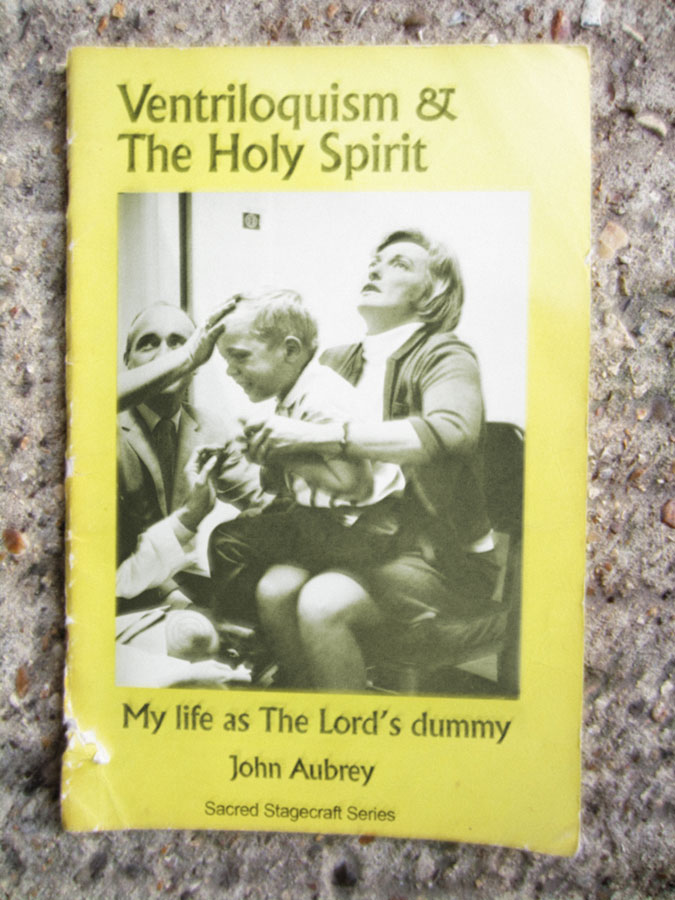 Ventriloquism &
The Holy Spirit
My life as The Lord's dummy
John Aubrey
Sacred Stagecraft Series